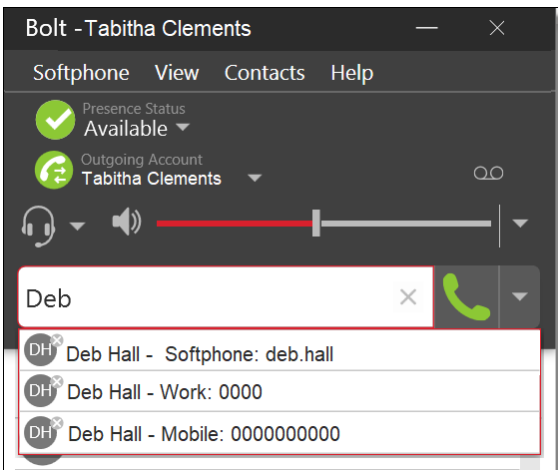 Bolt - Tabitha Clements
Softphone View Contacts Help
Presence Status
Available
Outgoing Account
Tabitha Clements
Deb
DH Deb Hall - Softphone: deb.hall
DH Deb Hall - Work: 0000
DH Deb Hall - Mobile: 0000000000